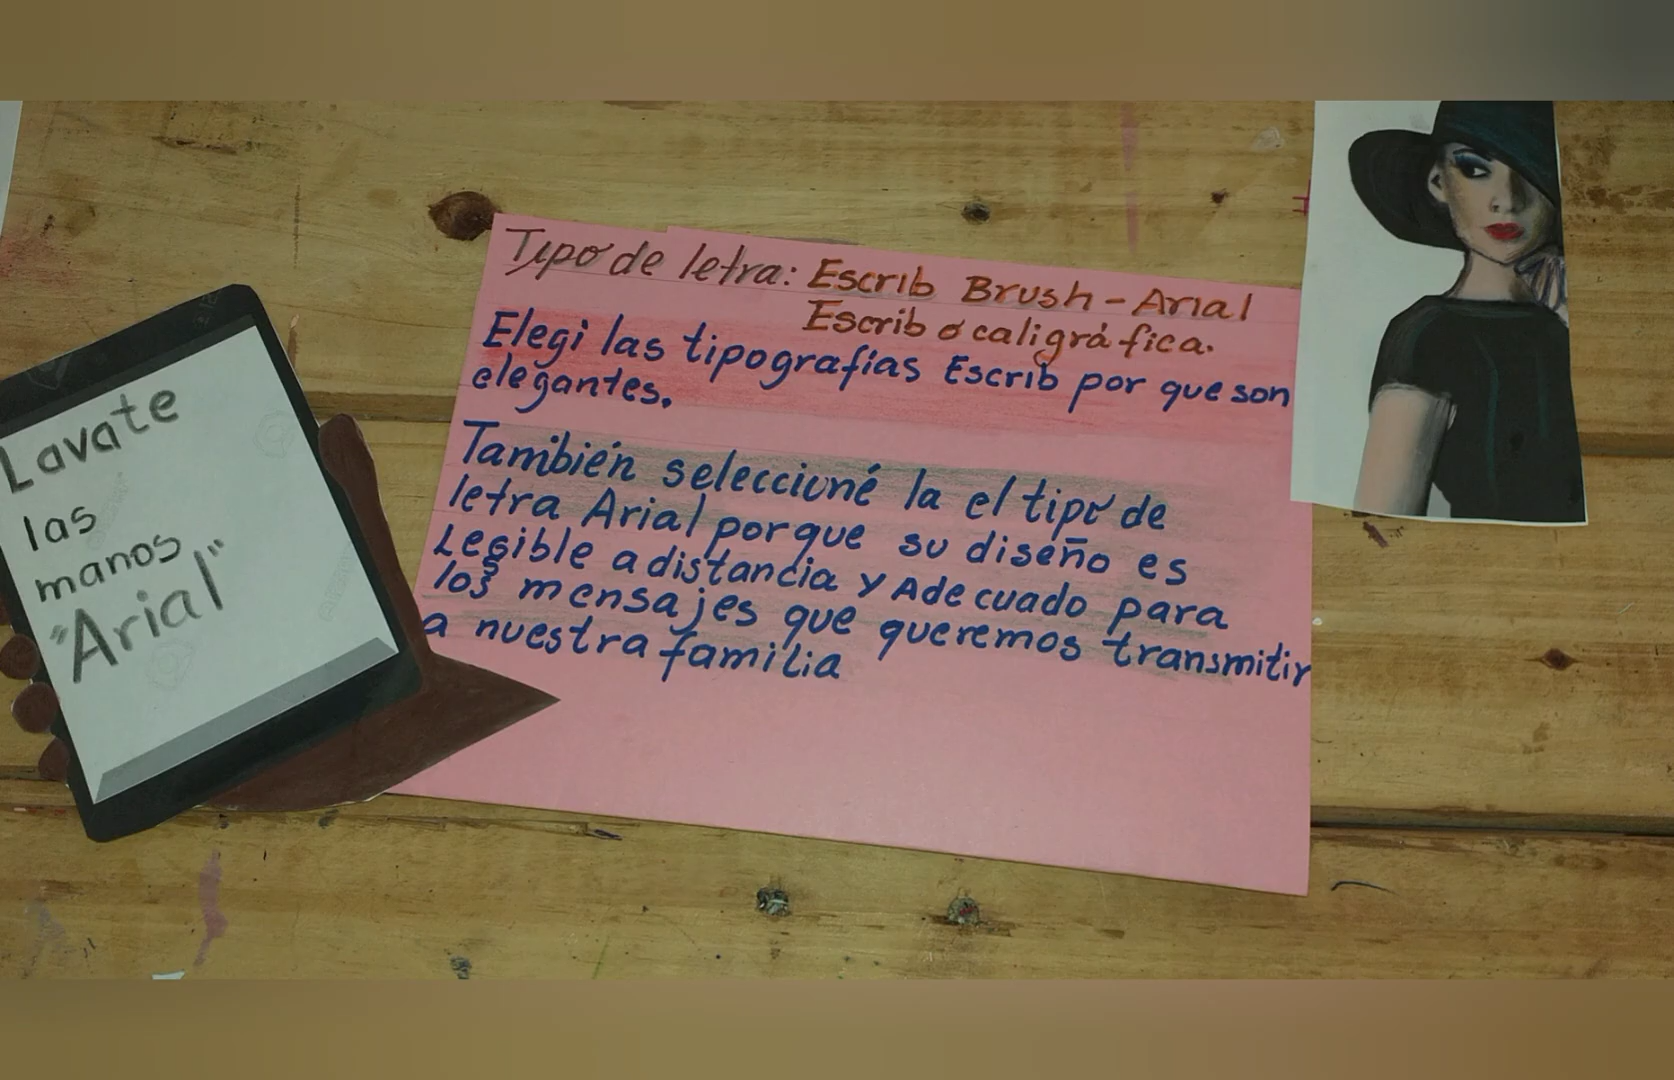 Tipo de letra: Escrib Brush - Arial
Escrib ó caligráfica.
Elegi las tipografías Escrib por que son
elegantes.
También seleccioné la el tipo de
letra Arial porque su diseño es
Legible a distancia y Adecuado para
los mensajes que queremos transmitir
a nuestra familia
Lavate
las
manos
"Arial"